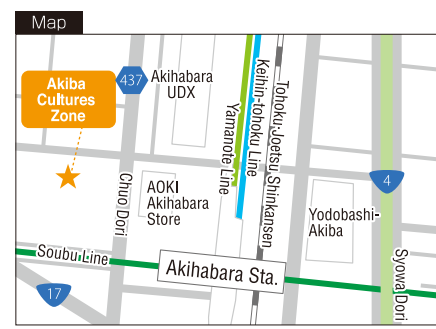 Map
Akiba
Cultures
Zone
437
Akihabara
UDX
Keihin-tohoku Line
Yamanode Line
Tohoku·Joetsu Shinkansen
Chuo Dori
AOKI
Akihabara
Store
Yodobashi-
Akiba
4
Syowa Dori
Soubu Line
Akihabara Sta.
17